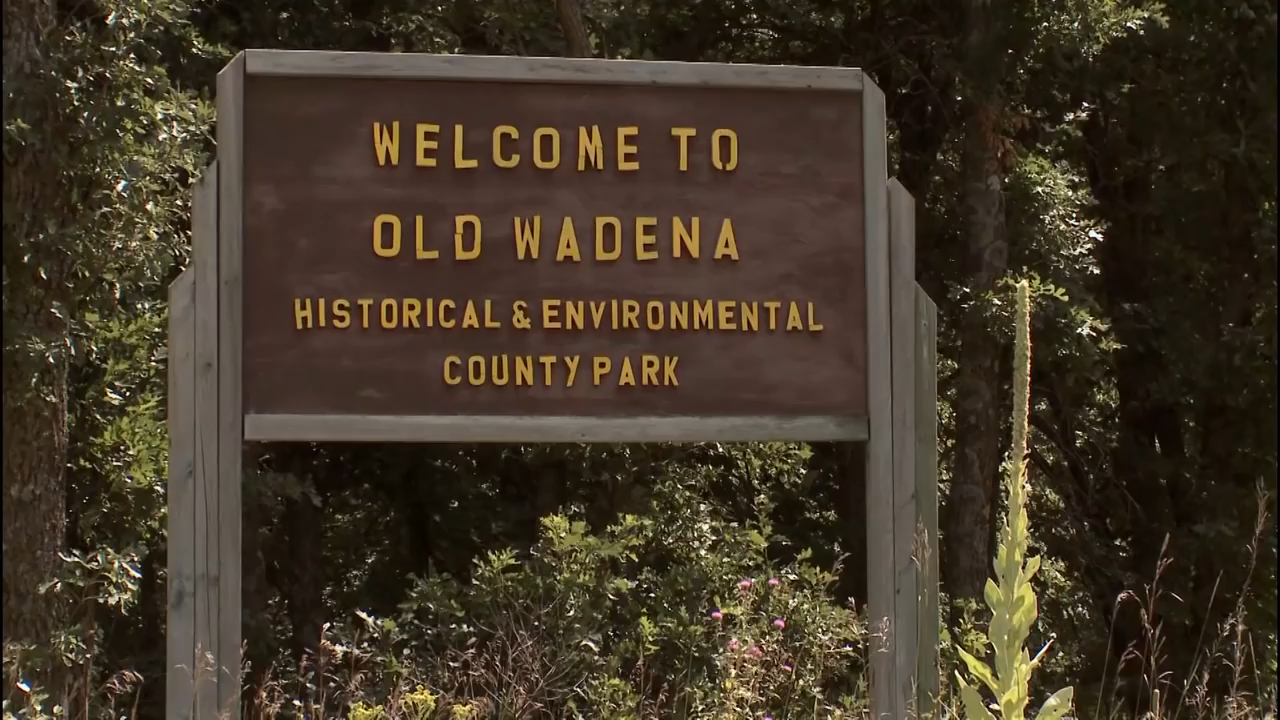 WELCOME TO
OLD WADENA
HISTORICAL & ENVIRONMENTAL
COUNTY PARK